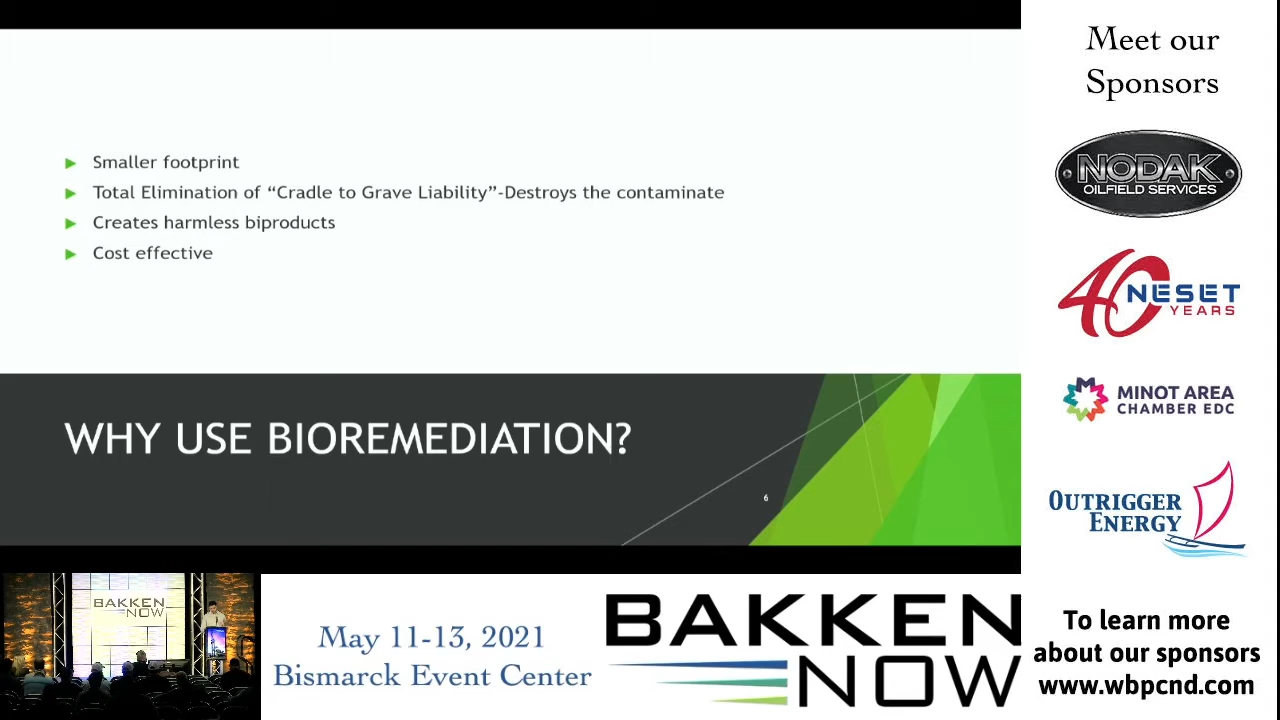 Smaller footprint
Total Elimination of “Cradle to Grave Liability”-Destroys the contaminate
Creates harmless biproducts
Cost effective
WHY USE BIOREMEDIATION?
6
Meet our
Sponsors
NODAK
OILFIELD SERVICES
40 NESET
YEARS
MINOT AREA
CHAMBER EDC
OUTRIGGER
ENERGY
To learn more
about our sponsors
www.wbpcnd.com
BAKKEN
NOW
May 11-13, 2021
Bismarck Event Center
BAKKEN
NOW